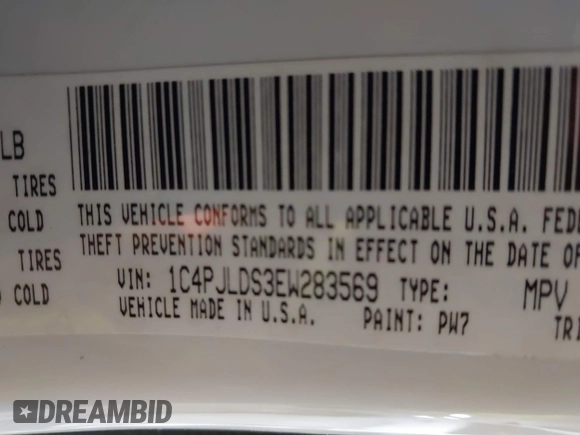 LB
TIRES
COLD
THIS VEHICLE CONFORMS TO ALL APPLICABLE U.S.A. FEDE
THEFT PREVENTION STANDARDS IN EFFECT ON THE DATE OF
TIRES
COLD
VIN: 1C4PJLDS3EW283569 TYPE: MPV
VEHICLE MADE IN U.S.A. PAINT: PW7 TRI
DREAMBID